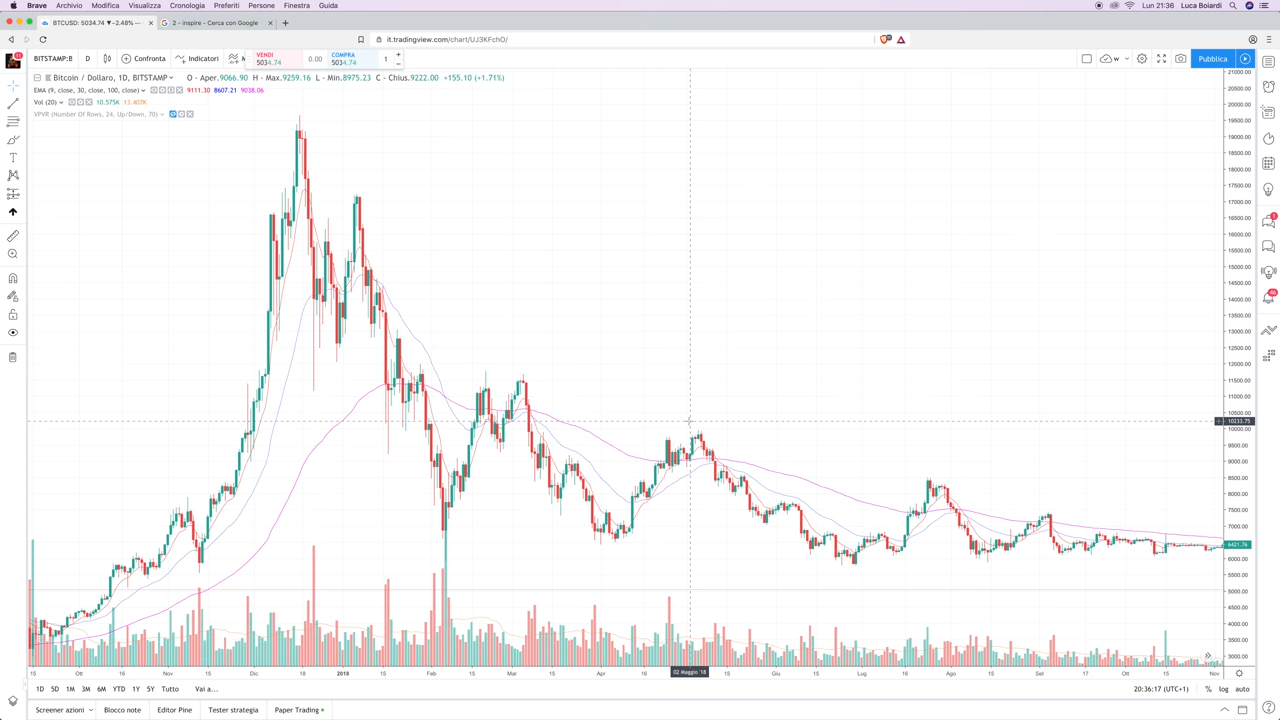 Brave Archivio Modifica Visualizza Cronologia Preferiti Persone Finestra Guida
Lun 21:36 Luca Boiardi
BTCUSD: 5034.74 ▼−2.48% —
2 - inspire - Cerca con Google
it.tradingview.com/chart/UJ3KFchO/
BITSTAMP:B D Confronta Indicatori
VENDI
5034.74
0.00
COMPRA
5034.74
1
w
Pubblica
Bitcoin / Dollaro, 1D, BITSTAMP O - Aper.9066.90 H - Max.9259.16 L - Min.8975.23 C - Chius.9222.00 +155.10 (+1.71%)
EMA (9, close, 30, close, 100, close) 9111.30 8607.21 9038.06
Vol (20) 10.575K 13.407K
VPVR (Number Of Rows, 24, Up/Down, 70)
21000.00
20500.00
20000.00
19500.00
19000.00
18500.00
18000.00
17500.00
17000.00
16500.00
16000.00
15500.00
15000.00
14500.00
14000.00
13500.00
13000.00
12500.00
12000.00
11500.00
11000.00
10500.00
10233.75
10000.00
9500.00
9000.00
8500.00
8000.00
7500.00
7000.00
6421.76
6000.00
5500.00
5000.00
4500.00
4000.00
3500.00
3000.00
15 Ott 16 Nov 15 Dic 18 2018 15 Feb 15 Mar 15 Apr 16 02 Maggio '18 15 Giu 15 Lug 16 Ago 15 Set 15 Ott 15 Nov
1D 5D 1M 3M 6M YTD 1Y 5Y Tutto Vai a...
20:36:17 (UTC+1) % log auto
Screener azioni Blocco note Editor Pine Tester strategia Paper Trading